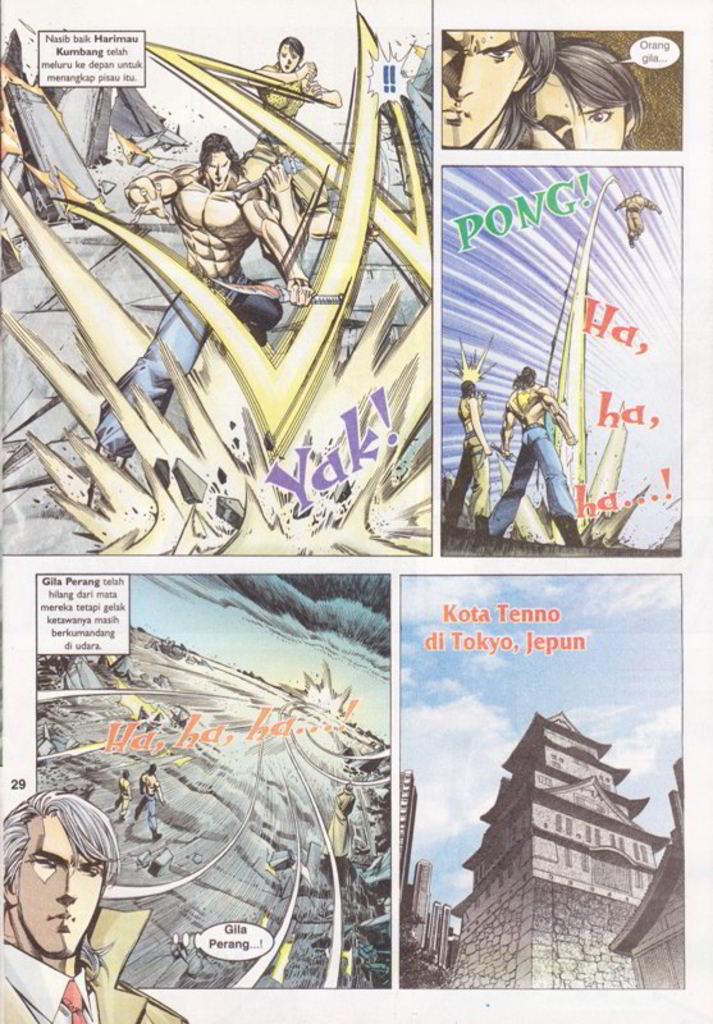 Nasib baik Harimau
Kumbang telah
meluru ke depan untuk
menangkap pisau itu.
!!
Yak!
Orang
gila...
PONG!
Ha,
ha,
ha...!
Gila Perang telah
hilang dari mata
mereka tetapi gelak
ketawanya masih
berkumandang
di udara.
Ha, ha, ha....!
Gila
Perang...!
29
Kota Tenno
di Tokyo, Jepun